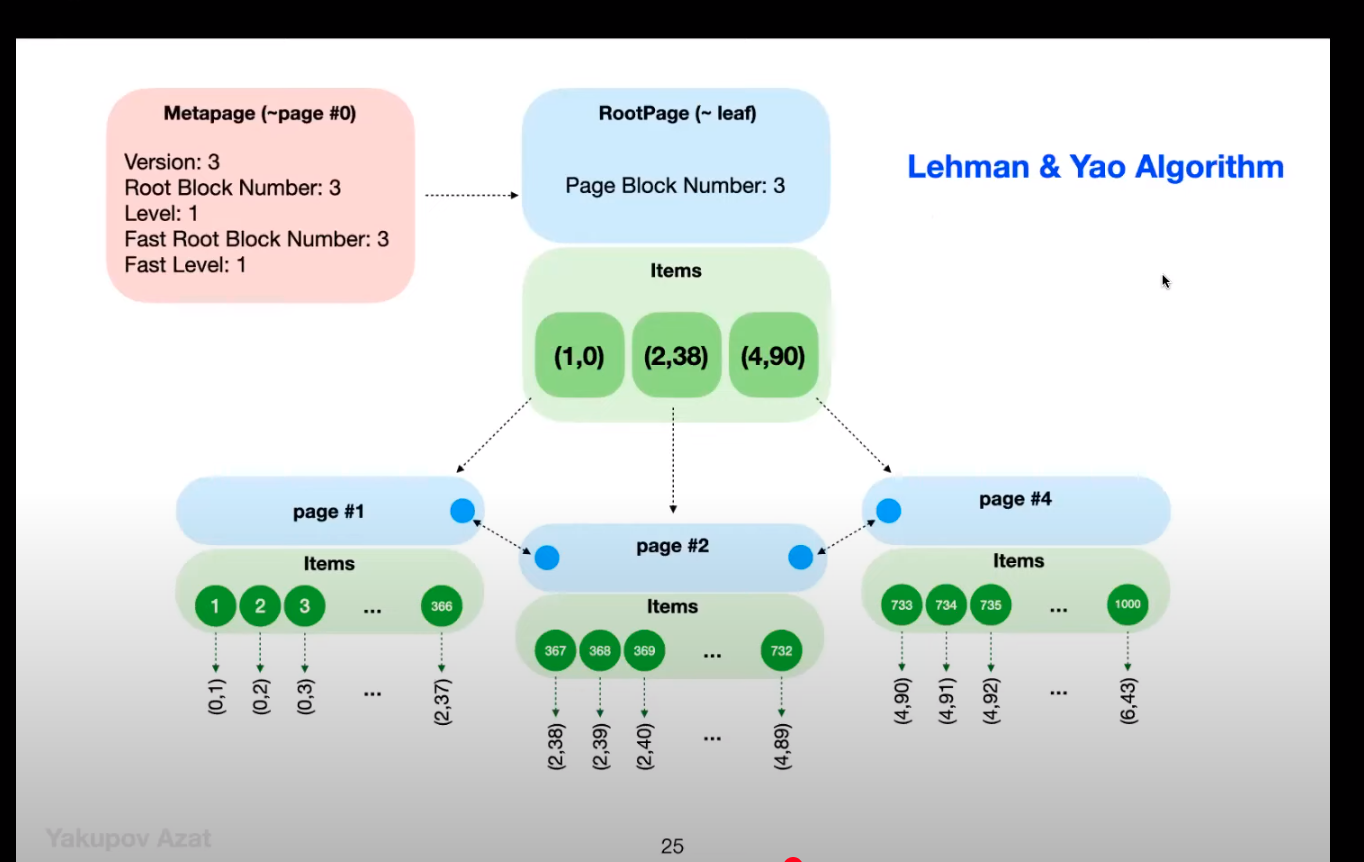 Metapage (~page #0)
Version: 3
Root Block Number: 3
Level: 1
Fast Root Block Number: 3
Fast Level: 1
RootPage (~ leaf)
Page Block Number: 3
Lehman & Yao Algorithm
Items
(1,0) (2,38) (4,90)
page #1
Items
1 2 3 ... 366
(0,1) (0,2) (0,3) ... (2,37)
page #2
Items
367 368 369 ... 732
(2,38) (2,39) (2,40) ... (4,89)
page #4
Items
733 734 735 ... 1000
(4,90) (4,91) (4,92) ... (6,43)
Yakupov Azat
25